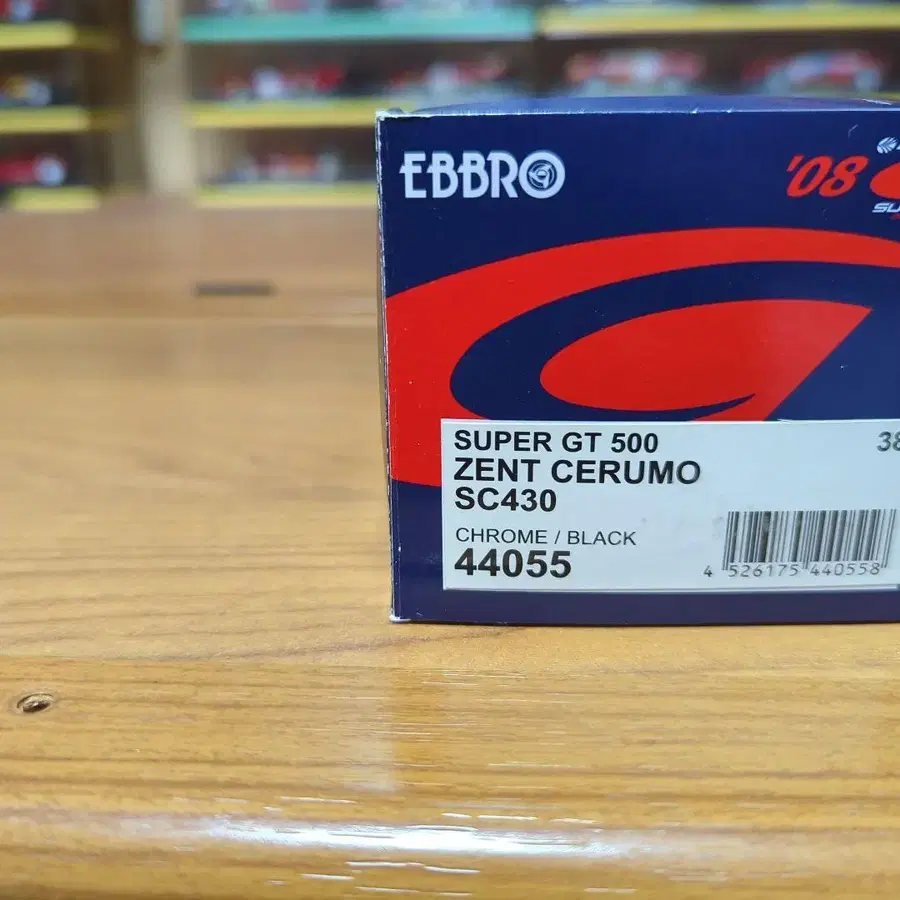 EBBRO
'08
SUPER GT 500
38
ZENT CERUMO
SC430
CHROME / BLACK
44055
4 526175 440558